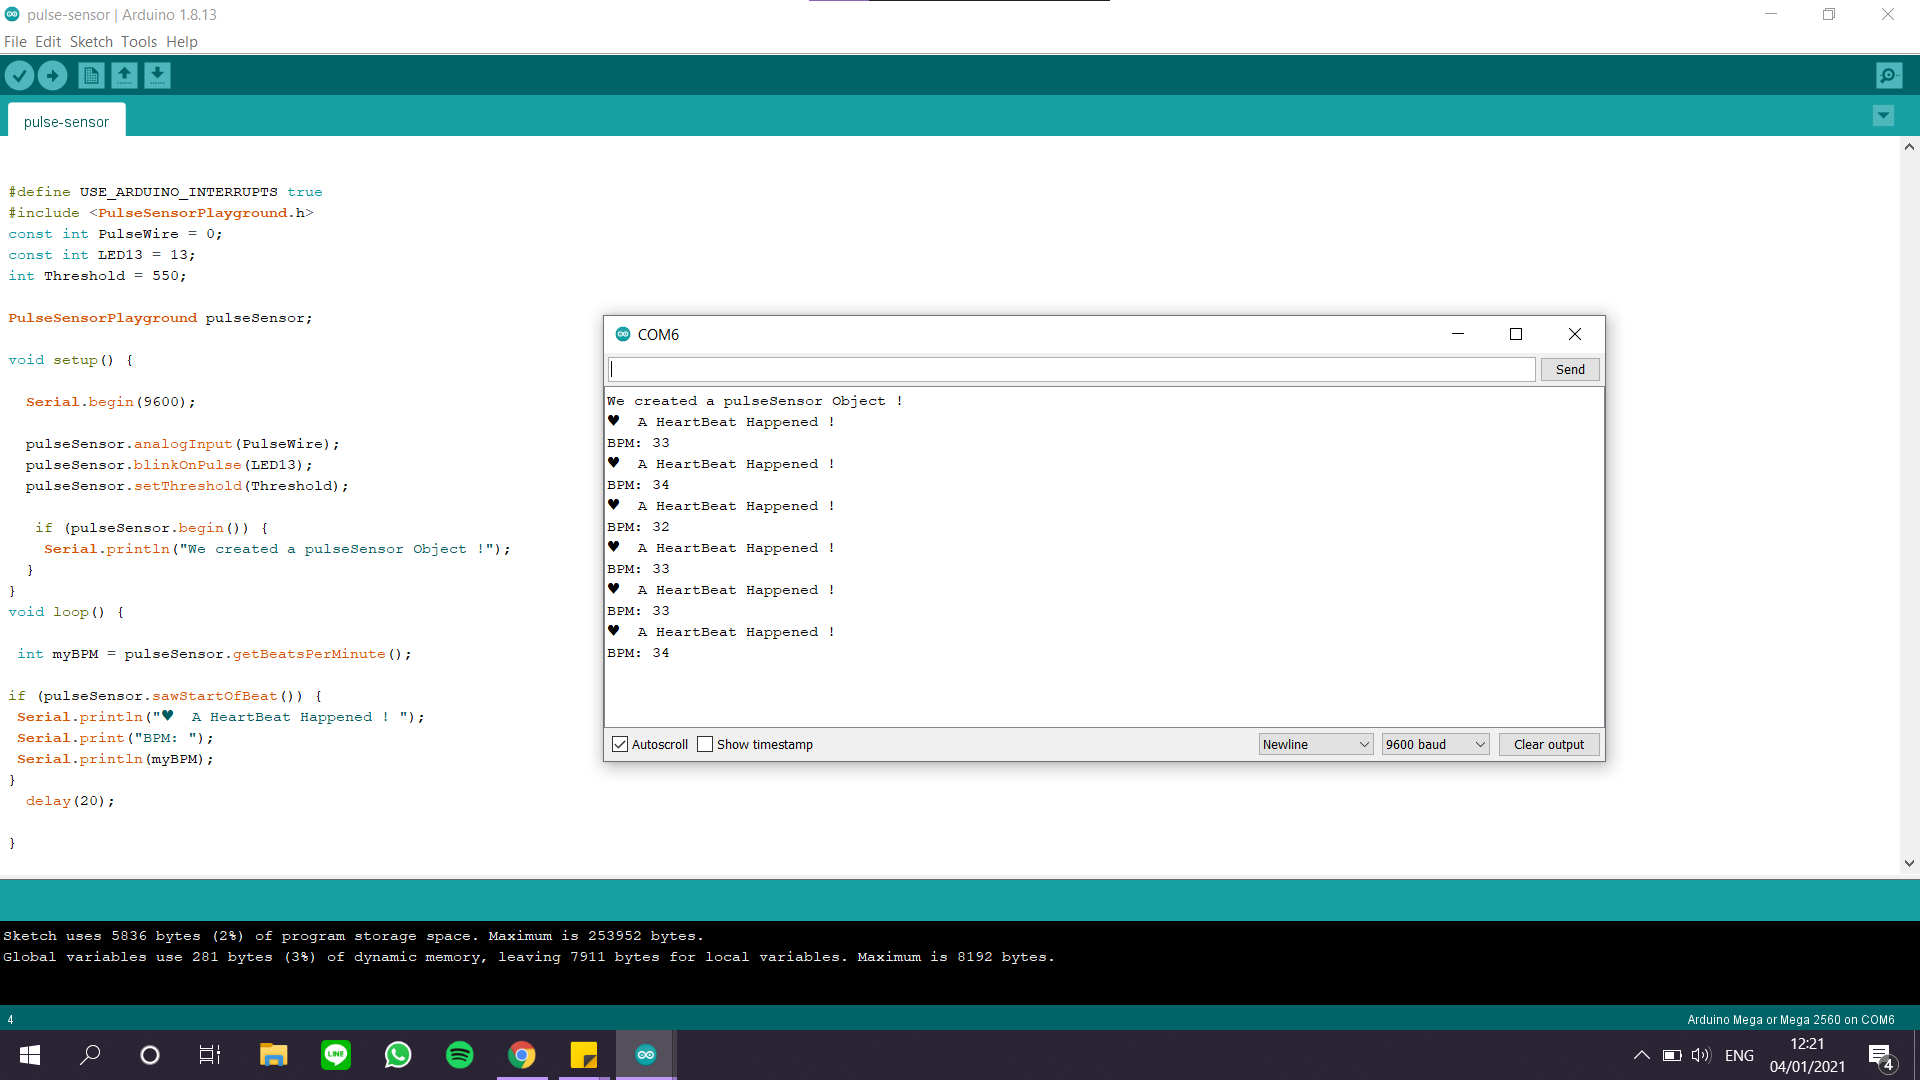 pulse-sensor | Arduino 1.8.13
File Edit Sketch Tools Help
pulse-sensor
#define USE_ARDUINO_INTERRUPTS true
#include <PulseSensorPlayground.h>
const int PulseWire = 0;
const int LED13 = 13;
int Threshold = 550;
PulseSensorPlayground pulseSensor;
void setup() {
Serial.begin(9600);
pulseSensor.analogInput(PulseWire);
pulseSensor.blinkOnPulse(LED13);
pulseSensor.setThreshold(Threshold);
if (pulseSensor.begin()) {
Serial.println("We created a pulseSensor Object !");
}
}
void loop() {
int myBPM = pulseSensor.getBeatsPerMinute();
if (pulseSensor.sawStartOfBeat()) {
Serial.println("♥  A HeartBeat Happened ! ");
Serial.print("BPM: ");
Serial.println(myBPM);
}
delay(20);
}
COM6
Send
We created a pulseSensor Object !
♥  A HeartBeat Happened !
BPM: 33
♥  A HeartBeat Happened !
BPM: 34
♥  A HeartBeat Happened !
BPM: 32
♥  A HeartBeat Happened !
BPM: 33
♥  A HeartBeat Happened !
BPM: 33
♥  A HeartBeat Happened !
BPM: 34
Autoscroll Show timestamp Newline 9600 baud Clear output
Sketch uses 5836 bytes (2%) of program storage space. Maximum is 253952 bytes.
Global variables use 281 bytes (3%) of dynamic memory, leaving 7911 bytes for local variables. Maximum is 8192 bytes.
4 Arduino Mega or Mega 2560 on COM6
LINE
ENG
12:21
04/01/2021
4